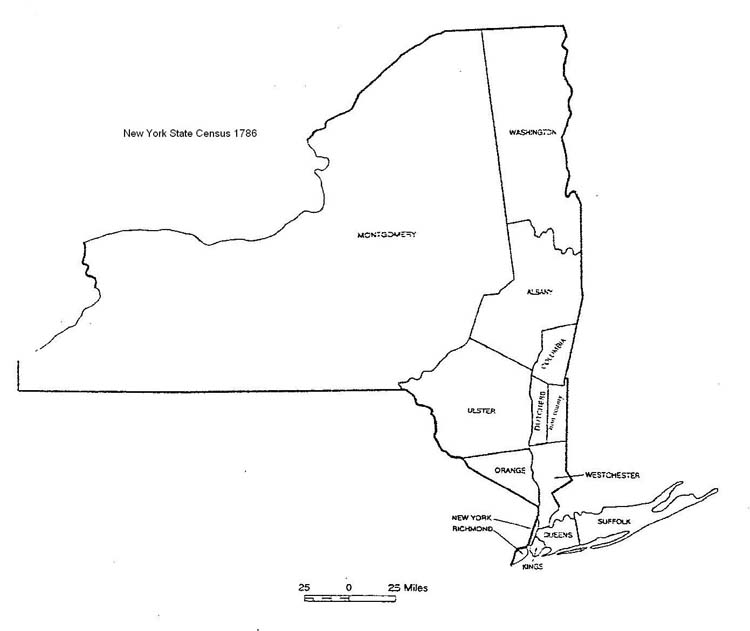 New York State Census 1786
WASHINGTON
MONTGOMERY
ALBANY
COLUMBIA
ULSTER
DUTCHESS
ORANGE
WESTCHESTER
NEW YORK
RICHMOND
QUEENS
SUFFOLK
KINGS
25 0 25 Miles